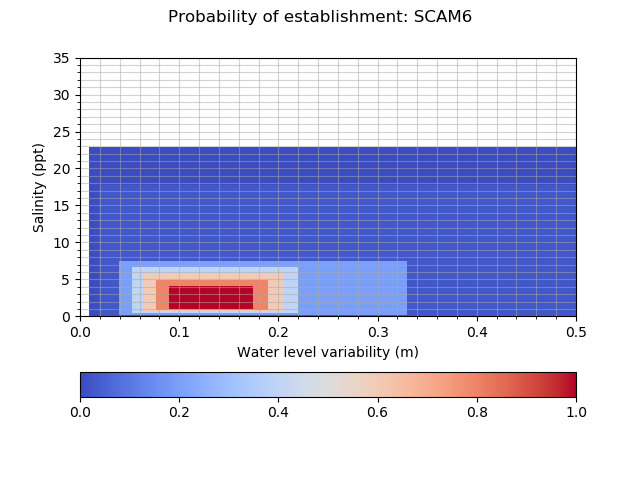 Probability of establishment: SCAM6
35
30
25
20
15
10
5
0
Salinity (ppt)
0.0 0.1 0.2 0.3 0.4 0.5
Water level variability (m)
0.0 0.2 0.4 0.6 0.8 1.0